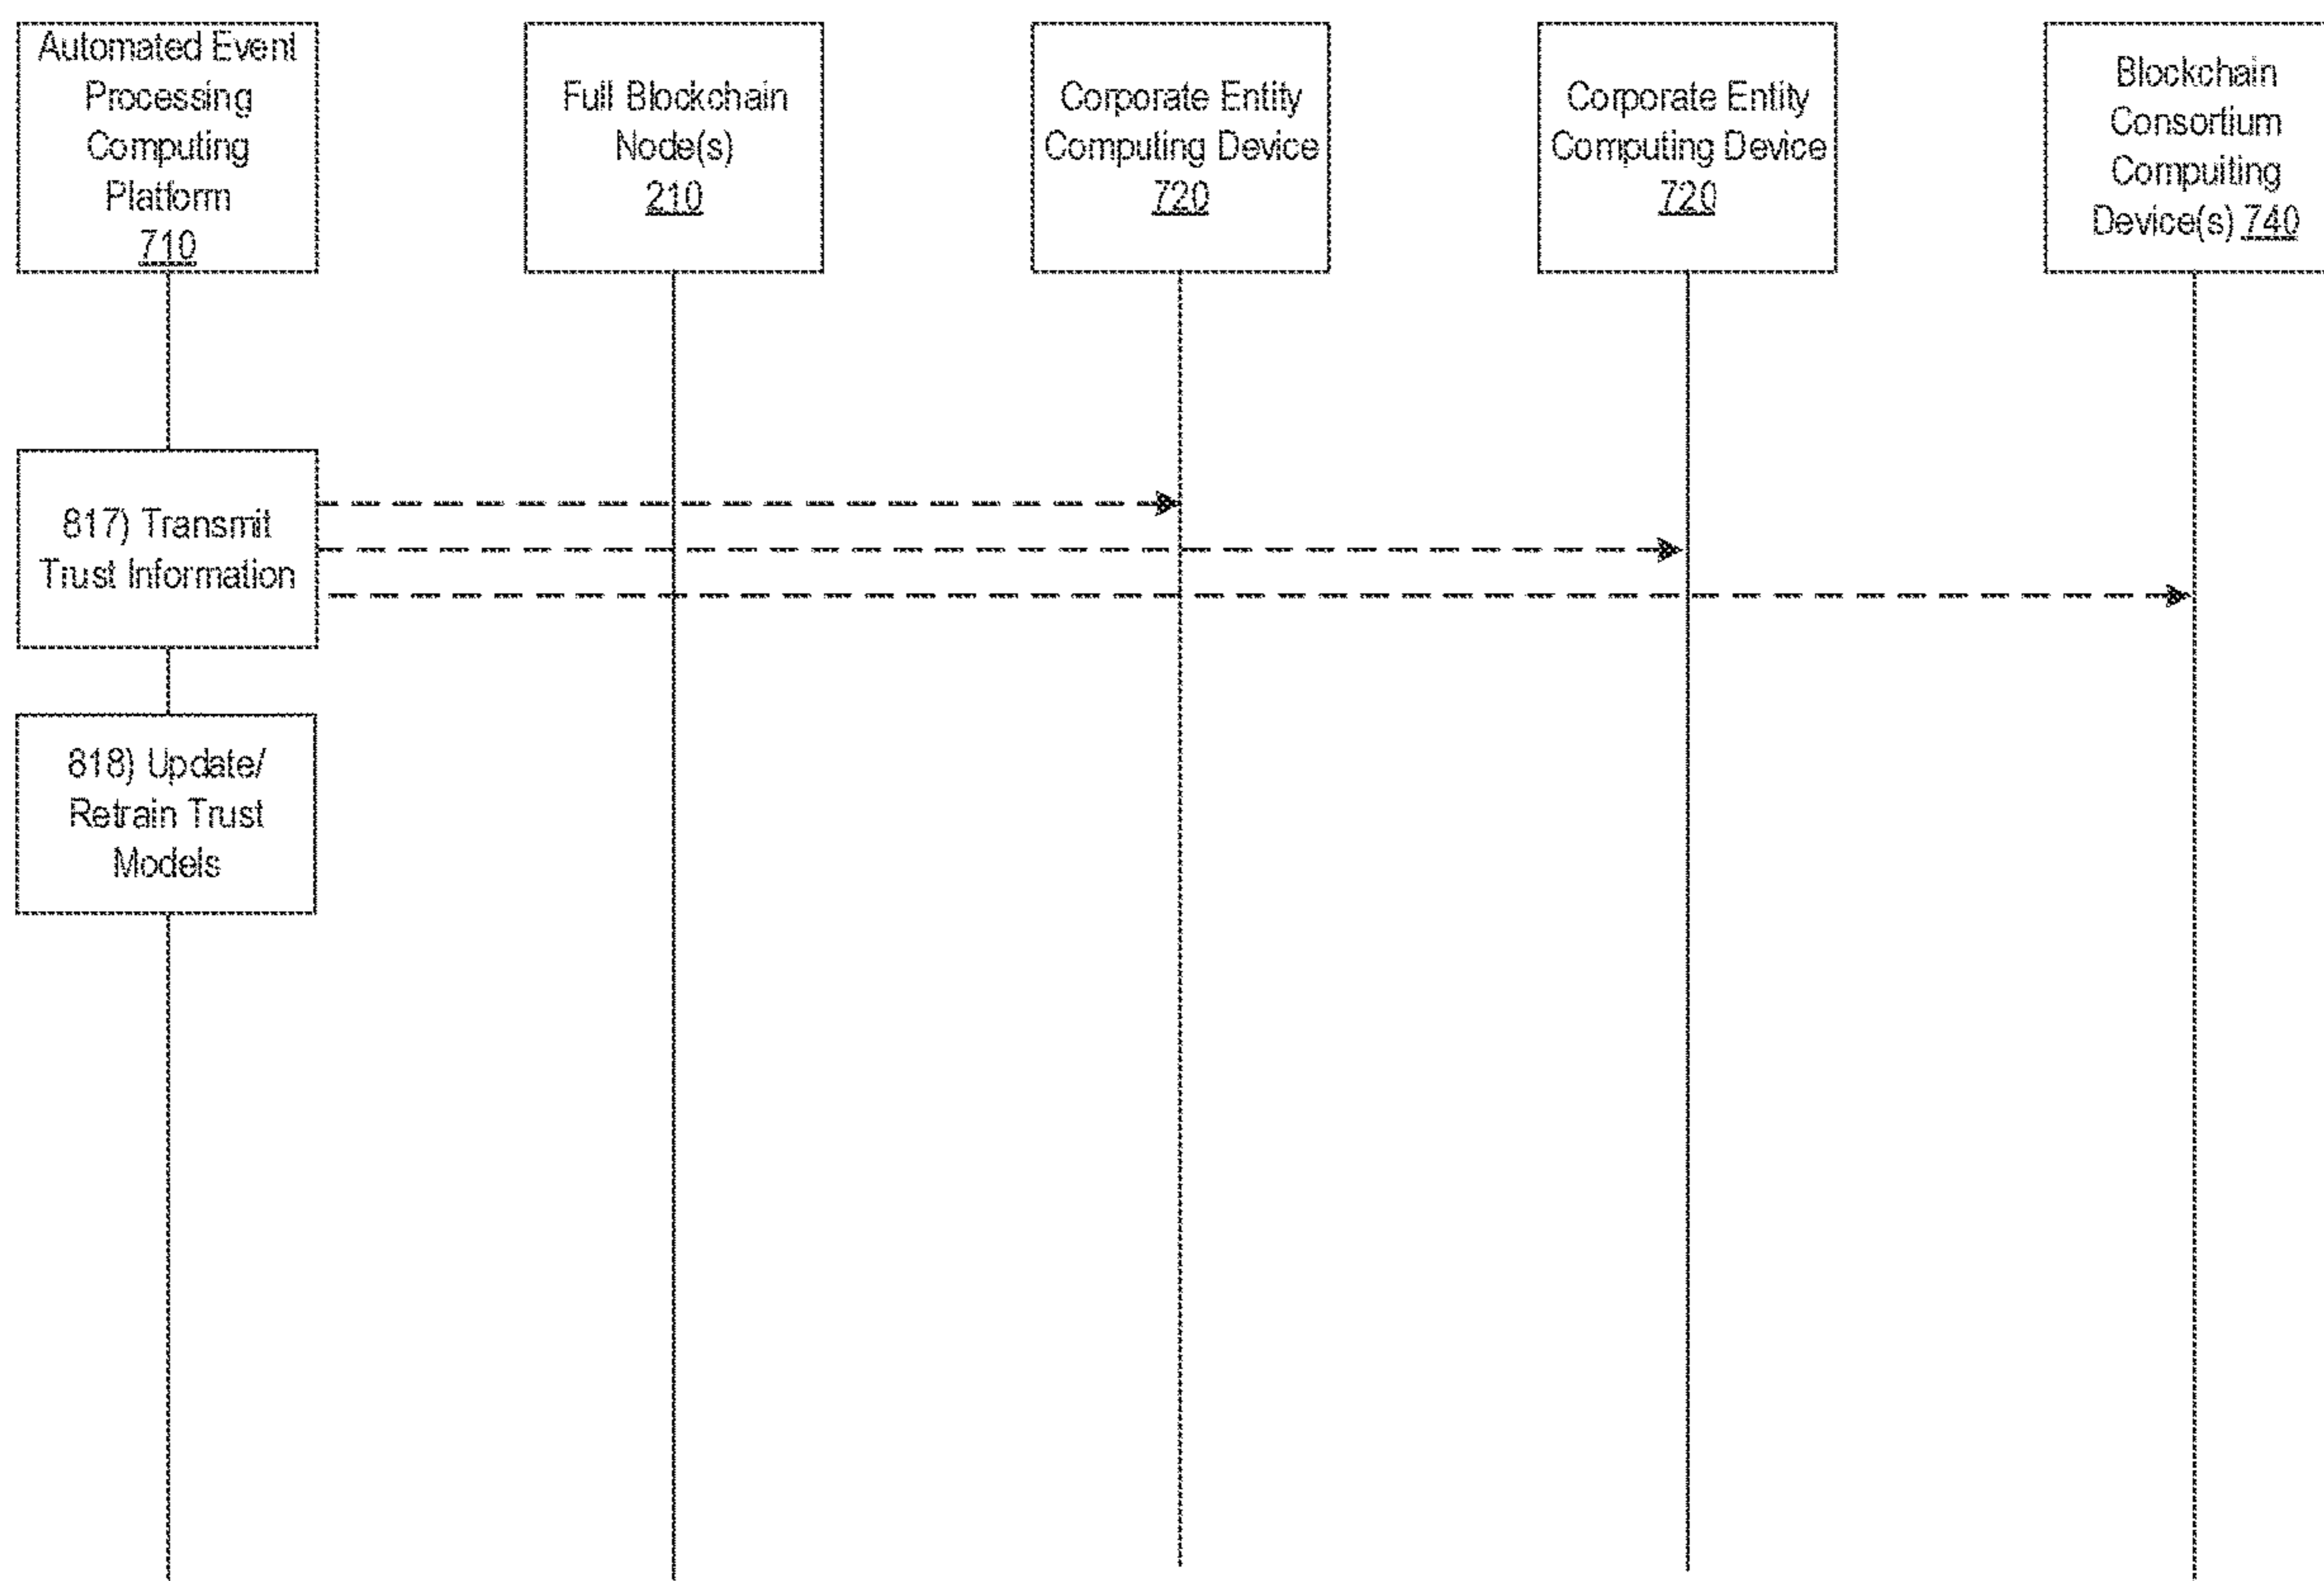 Automated Event
Processing
Computing
Platform
710
Full Blockchain
Node(s)
210
Corporate Entity
Computing Device
720
Corporate Entity
Computing Device
720
Blockchain
Consortium
Compuiting
Device(s) 740
817) Transmit
Trust Information
818) Update/
Retrain Trust
Models